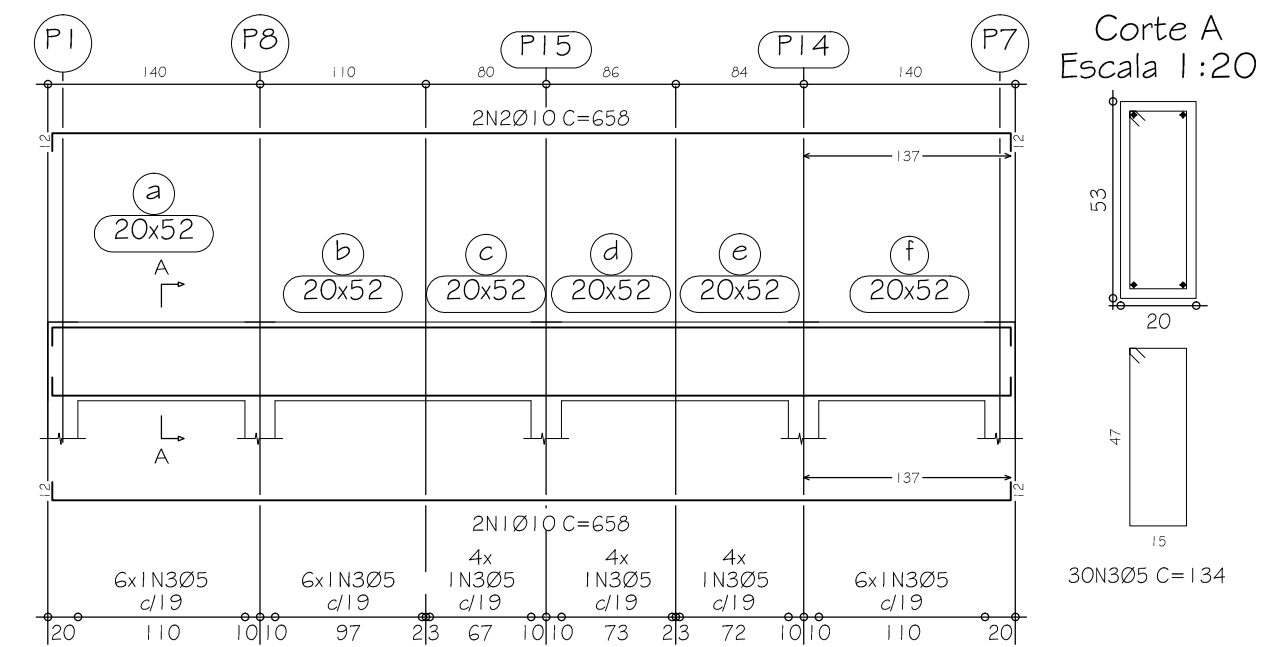 P1 P8 P15 P14 P7
140 110 80 86 84 140
2N2Ø10 C=658
12 12
137
a
20x52
b c d e f
20x52 20x52 20x52 20x52 20x52
A
A
137
12 12
2N1Ø10 C=658
4x 4x 4x
6x1N3Ø5 6x1N3Ø5 1N3Ø5 1N3Ø5 1N3Ø5 6x1N3Ø5
c/19 c/19 c/19 c/19 c/19 c/19
20 110 10 10 97 2 3 67 10 10 73 2 3 72 10 10 110 20
Corte A
Escala 1:20
53
20
47
15
30N3Ø5 C=134